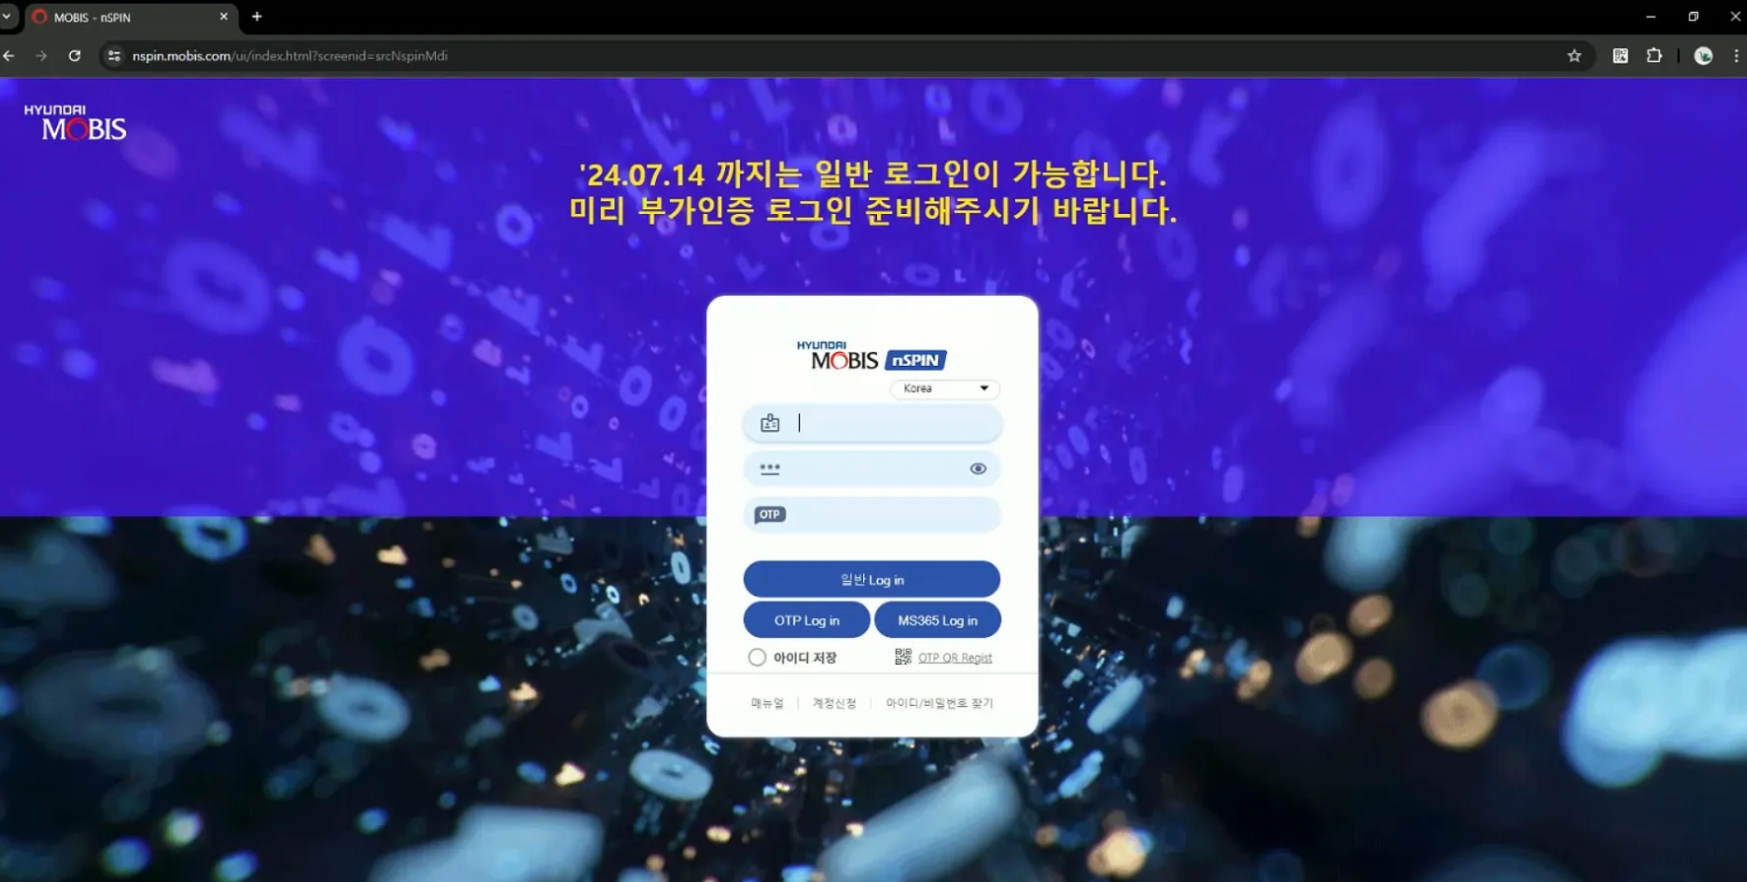 MOBIS - nSPIN
nspin.mobis.com/ui/index.html?screenid=srcNspinMdi
HYUNDAI
MOBIS
'24.07.14 까지는 일반 로그인이 가능합니다.
미리 부가인증 로그인 준비해주시기 바랍니다.
HYUNDAI
MOBIS nSPIN
Korea
OTP
일반 Log in
OTP Log in MS365 Log in
아이디 저장 OTP QR Regist
매뉴얼 | 계정신청 | 아이디/비밀번호 찾기